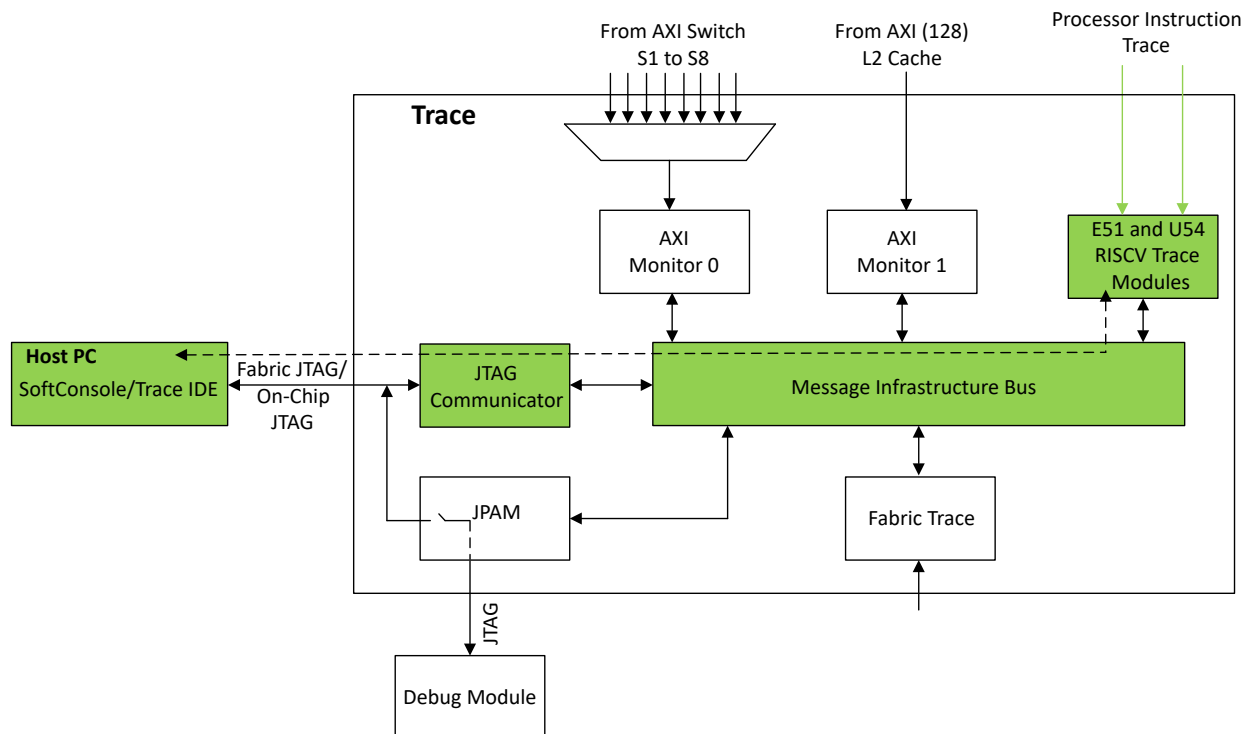 From AXI Switch
S1 to S8
From AXI (128)
L2 Cache
Processor Instruction
Trace
Trace
AXI
Monitor 0
AXI
Monitor 1
E51 and U54
RISCV Trace
Modules
Host PC
SoftConsole/Trace IDE
Fabric JTAG/
On-Chip
JTAG
JTAG
Communicator
Message Infrastructure Bus
JPAM
Fabric Trace
JTAG
Debug Module